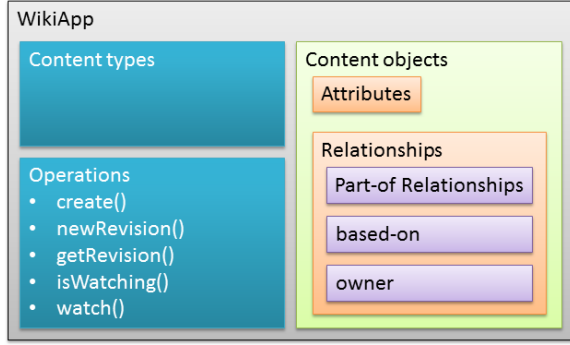 WikiApp
Content types
Operations
• create()
• newRevision()
• getRevision()
• isWatching()
• watch()
Content objects
Attributes
Relationships
Part-of Relationships
based-on
owner